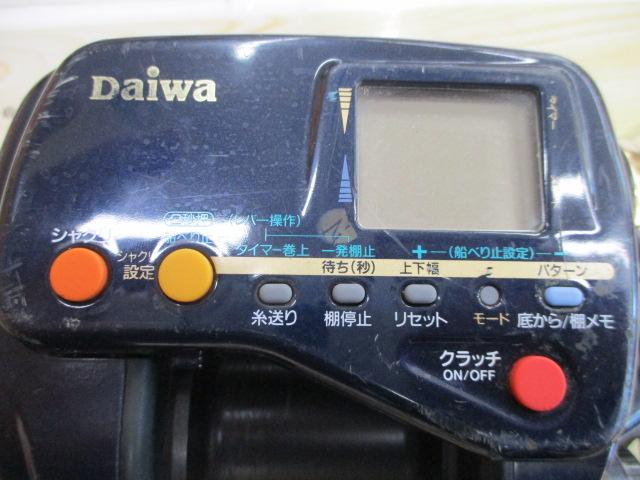 Daiwa
タイマー
(レバー操作)
シャクリ
タイマー巻上
一発棚止
+ (船べり止設定) −
シャクリ
設定
待ち(秒)
上下幅
パターン
糸送り
棚停止
リセット
モード
底から/棚メモ
クラッチ
ON/OFF